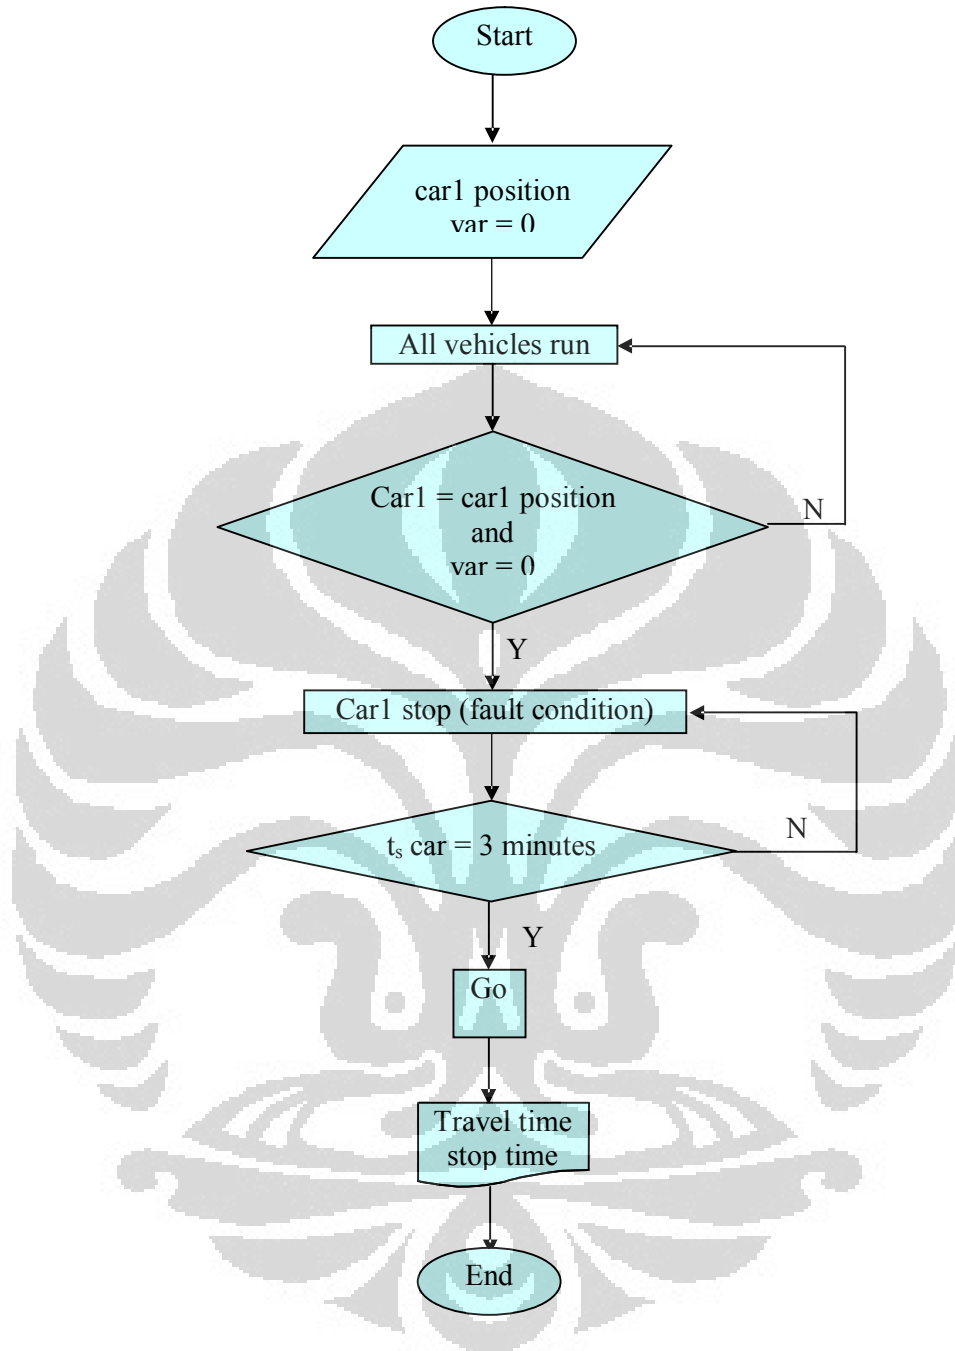 Start
car1 position
var = 0
All vehicles run
Car1 = car1 position
and
var = 0
N
Y
Car1 stop (fault condition)
tₛ car = 3 minutes
N
Y
Go
Travel time
stop time
End